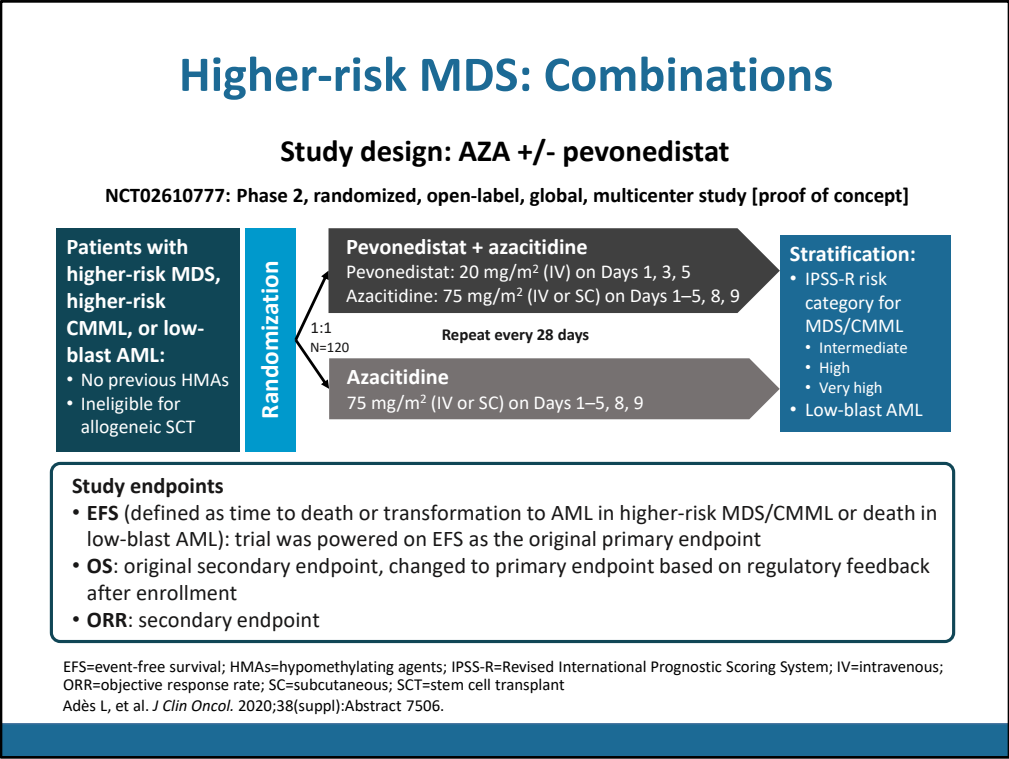 Higher-risk MDS: Combinations
Study design: AZA +/- pevonedistat
NCT02610777: Phase 2, randomized, open-label, global, multicenter study [proof of concept]
Patients with
higher-risk MDS,
higher-risk
CMML, or low-
blast AML:
• No previous HMAs
• Ineligible for
allogeneic SCT
Randomization
1:1
N=120
Pevonedistat + azacitidine
Pevonedistat: 20 mg/m² (IV) on Days 1, 3, 5
Azacitidine: 75 mg/m² (IV or SC) on Days 1–5, 8, 9
Repeat every 28 days
Azacitidine
75 mg/m² (IV or SC) on Days 1–5, 8, 9
Stratification:
• IPSS-R risk
category for
MDS/CMML
• Intermediate
• High
• Very high
• Low-blast AML
Study endpoints
• EFS (defined as time to death or transformation to AML in higher-risk MDS/CMML or death in
low-blast AML): trial was powered on EFS as the original primary endpoint
• OS: original secondary endpoint, changed to primary endpoint based on regulatory feedback
after enrollment
• ORR: secondary endpoint
EFS=event-free survival; HMAs=hypomethylating agents; IPSS-R=Revised International Prognostic Scoring System; IV=intravenous;
ORR=objective response rate; SC=subcutaneous; SCT=stem cell transplant
Adès L, et al. J Clin Oncol. 2020;38(suppl):Abstract 7506.